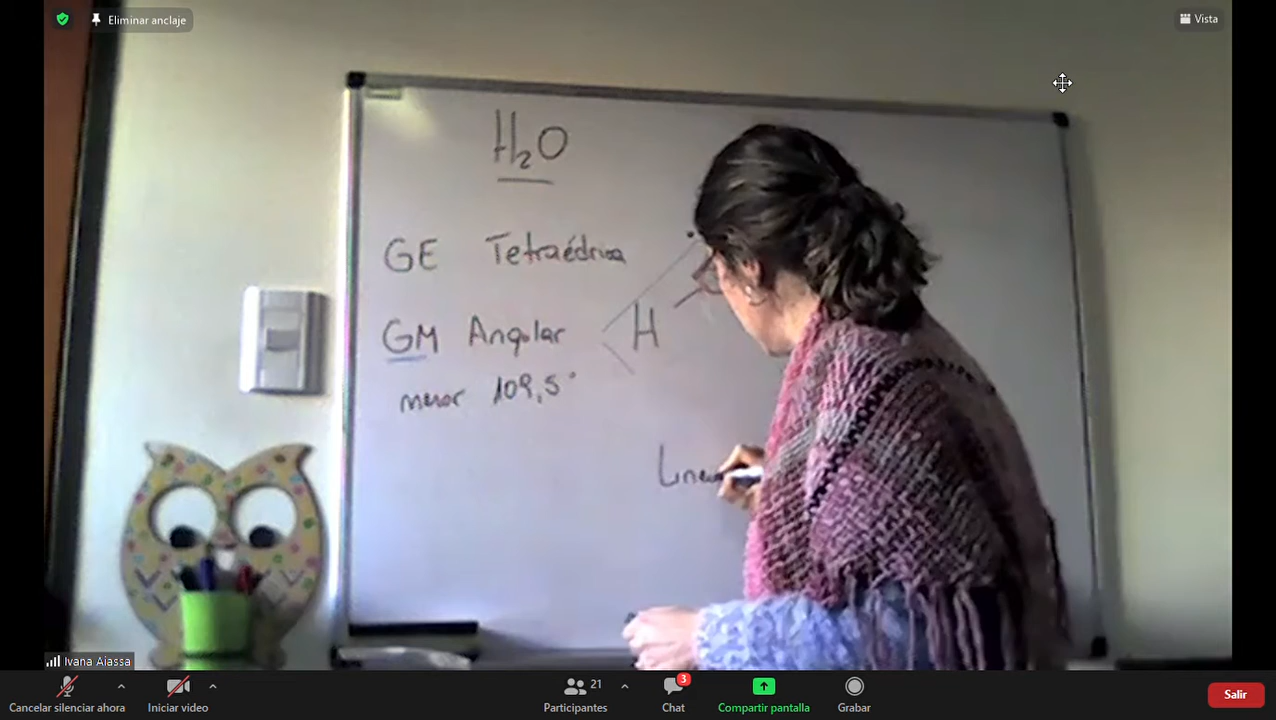 Eliminar anclaje
Vista
H₂O
GE Tetraédrica
GM Angular
H
menor 109,5°
Linea
Ivana Aiassa
Cancelar silenciar ahora
Iniciar video
21
Participantes
3
Chat
Compartir pantalla
Grabar
Salir